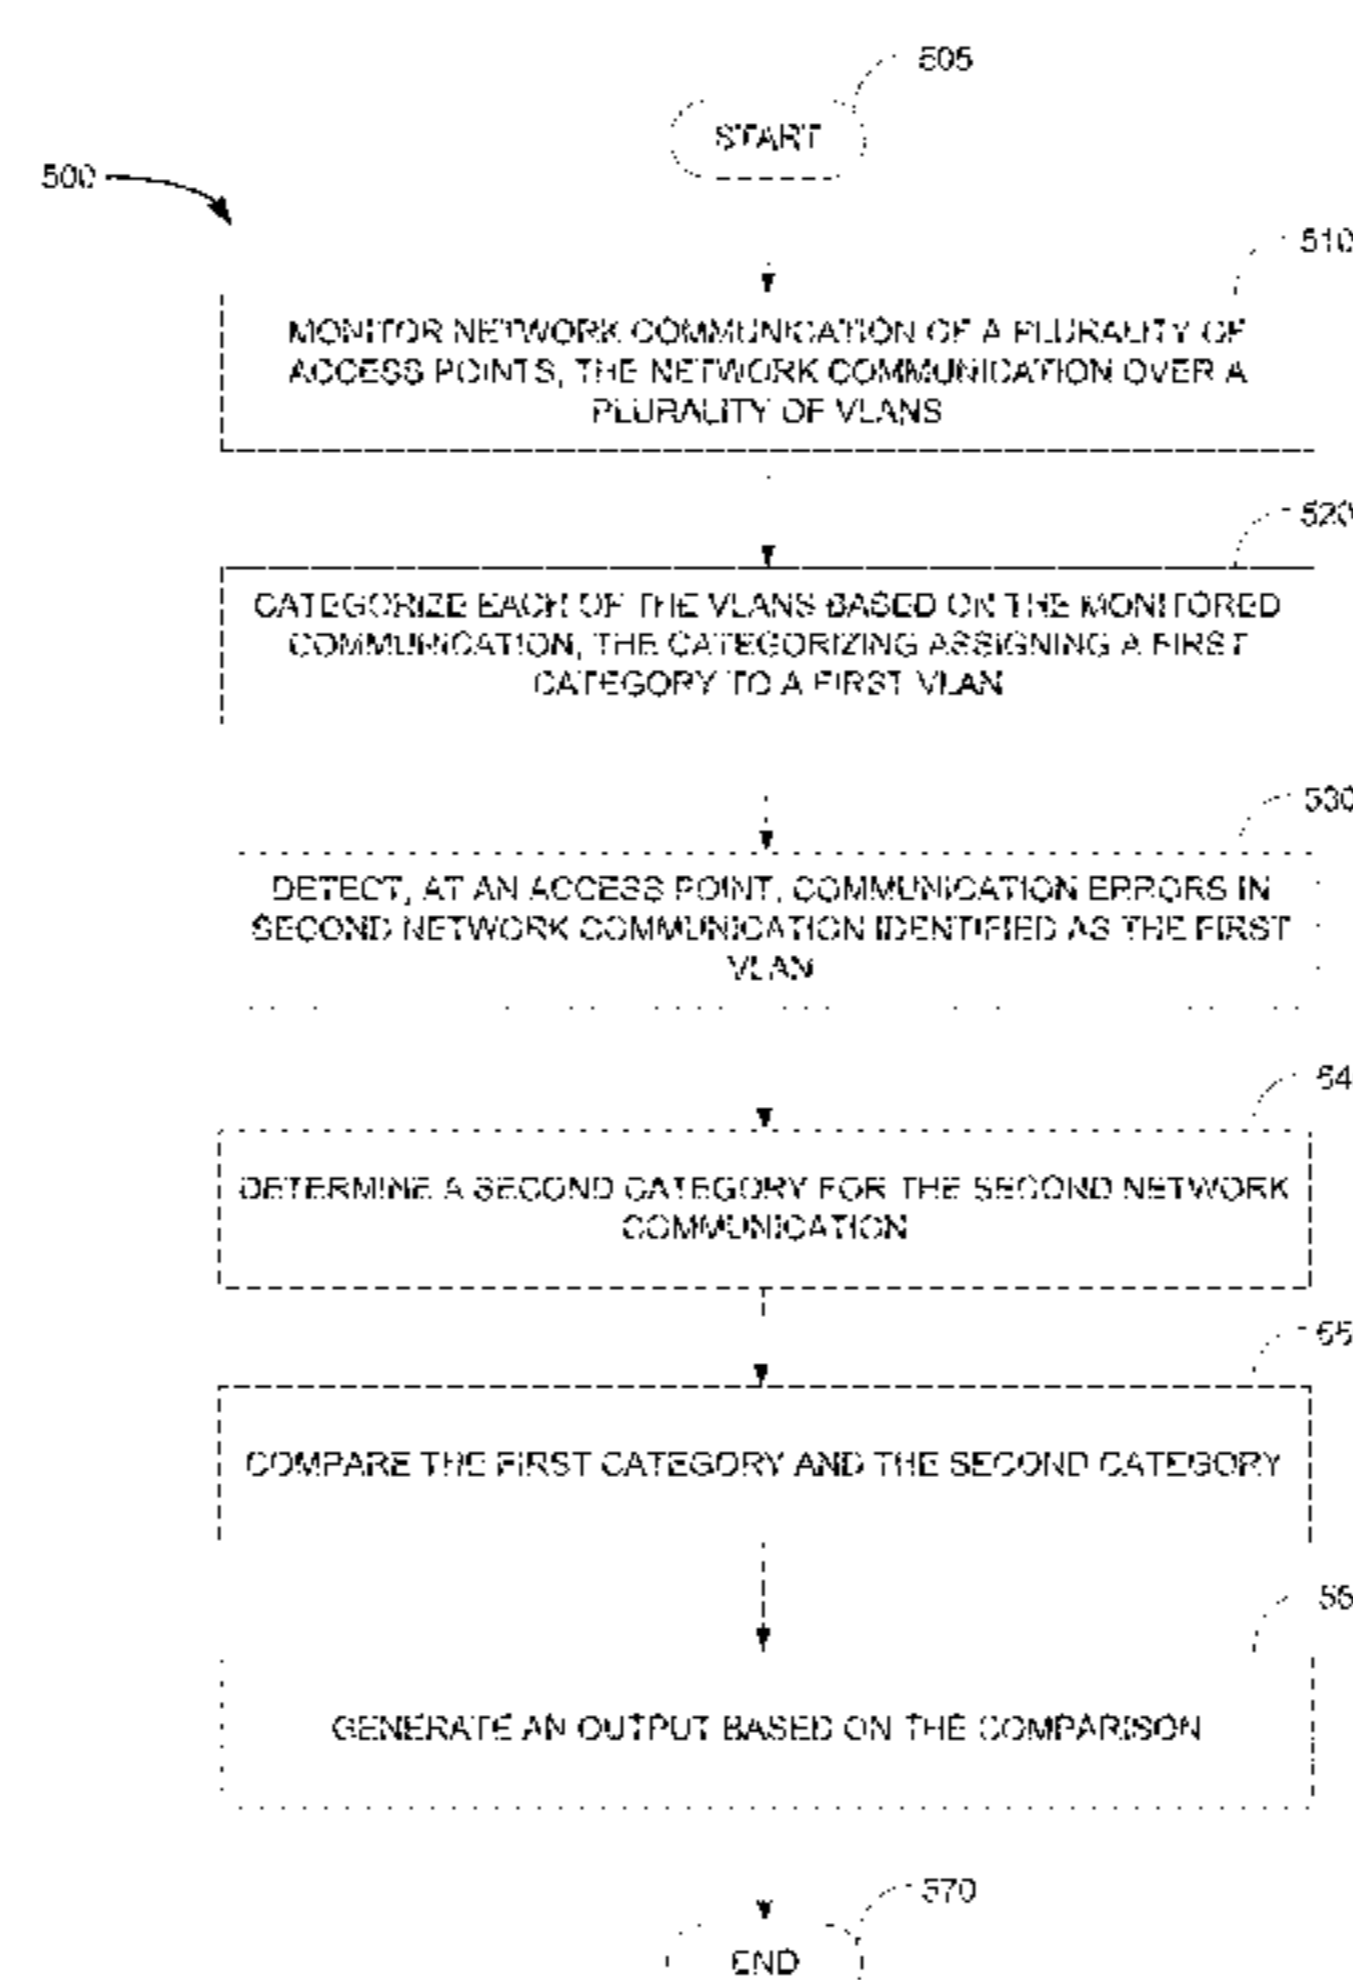 505
START
500
510
MONITOR NETWORK COMMUNICATION OF A PLURALITY OF
ACCESS POINTS, THE NETWORK COMMUNICATION OVER A
PLURALITY OF VLANS
520
CATEGORIZE EACH OF THE VLANS BASED ON THE MONITORED
COMMUNICATION, THE CATEGORIZING ASSIGNING A FIRST
CATEGORY TO A FIRST VLAN
530
DETECT, AT AN ACCESS POINT, COMMUNICATION ERRORS IN
SECOND NETWORK COMMUNICATION IDENTIFIED AS THE FIRST
VLAN
54
DETERMINE A SECOND CATEGORY FOR THE SECOND NETWORK
COMMUNICATION
55
COMPARE THE FIRST CATEGORY AND THE SECOND CATEGORY
56
GENERATE AN OUTPUT BASED ON THE COMPARISON
570
END